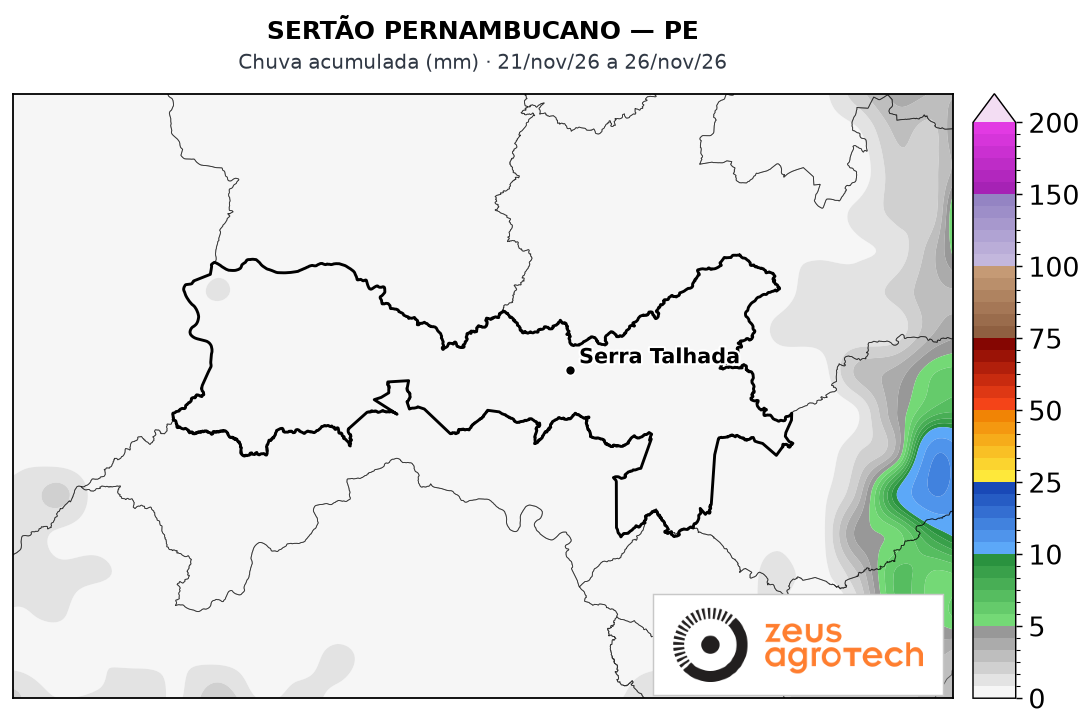 SERTÃO PERNAMBUCANO — PE
Chuva acumulada (mm) · 21/nov/26 a 26/nov/26
Serra Talhada
200
150
100
75
50
25
10
5
0
zeus
agrotech